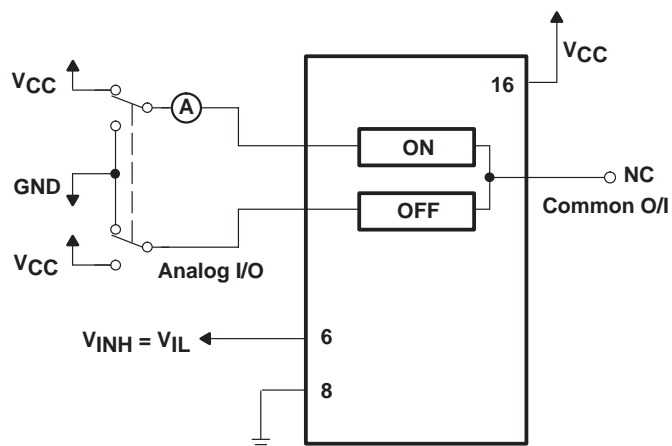 VCC
16
VCC
A
ON
GND
NC
OFF
Common O/I
VCC
Analog I/O
VINH = VIL
6
8